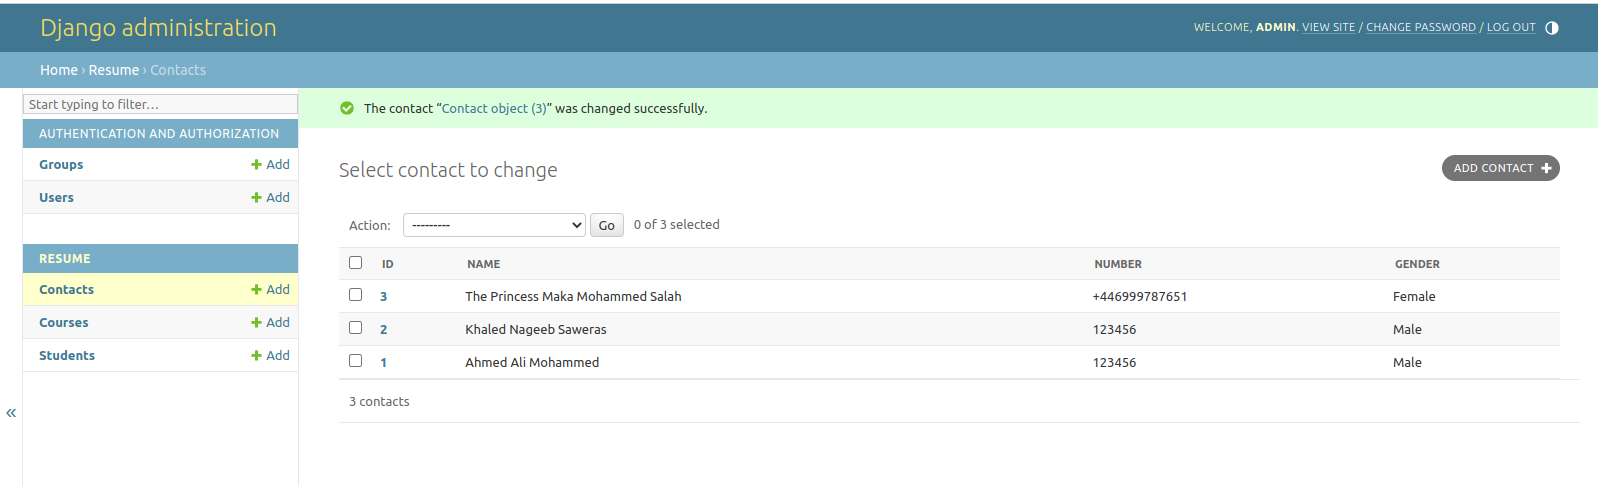 Django administration
WELCOME, ADMIN. VIEW SITE / CHANGE PASSWORD / LOG OUT
Home › Resume › Contacts
Start typing to filter...
AUTHENTICATION AND AUTHORIZATION
Groups + Add
Users + Add
RESUME
Contacts + Add
Courses + Add
Students + Add
«
The contact “Contact object (3)” was changed successfully.
Select contact to change
ADD CONTACT +
Action: --------- Go 0 of 3 selected
ID NAME NUMBER GENDER
3 The Princess Maka Mohammed Salah +446999787651 Female
2 Khaled Nageeb Saweras 123456 Male
1 Ahmed Ali Mohammed 123456 Male
3 contacts